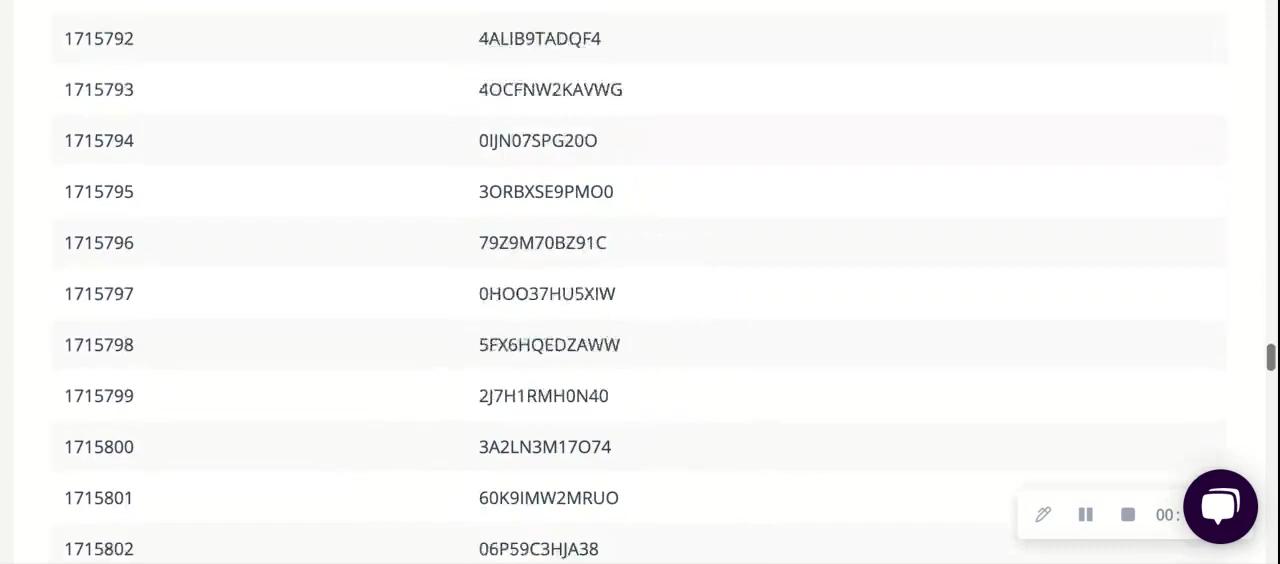 1715792 4ALIB9TADQF4
1715793 4OCFNW2KAVWG
1715794 0IJN07SPG20O
1715795 3ORBXSE9PMO0
1715796 79Z9M70BZ91C
1715797 0HOO37HU5XIW
1715798 5FX6HQEDZAWW
1715799 2J7H1RMH0N40
1715800 3A2LN3M17O74
1715801 60K9IMW2MRUO
1715802 06P59C3HJA38
00: